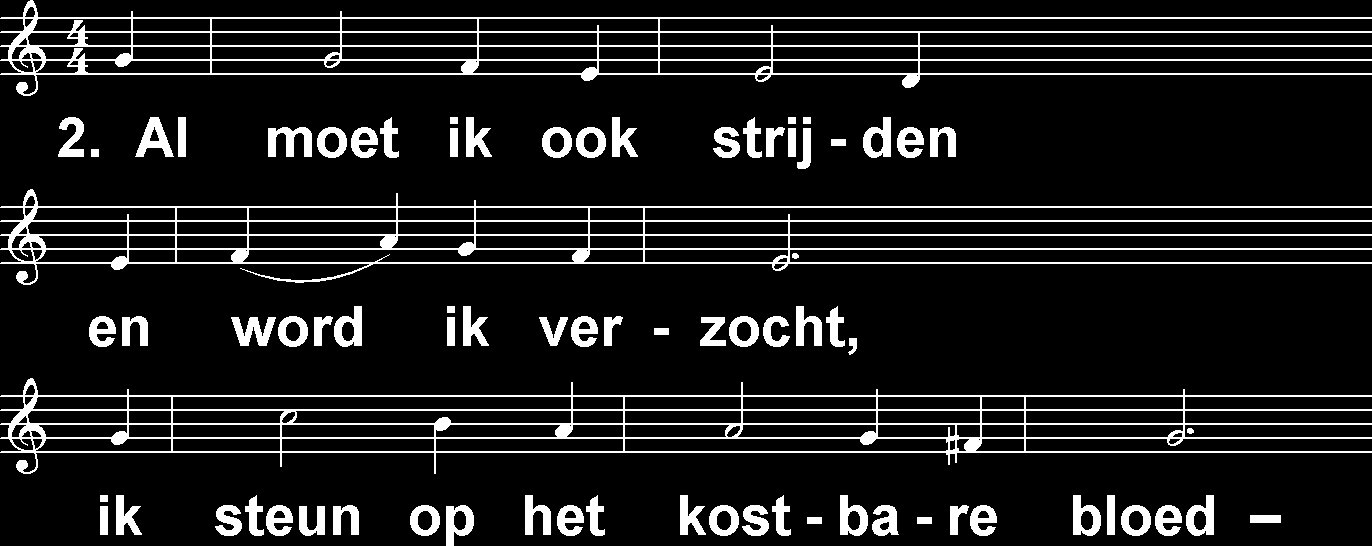 2. Al moet ik ook strij - den
en word ik ver - zocht,
ik steun op het kost - ba - re bloed –